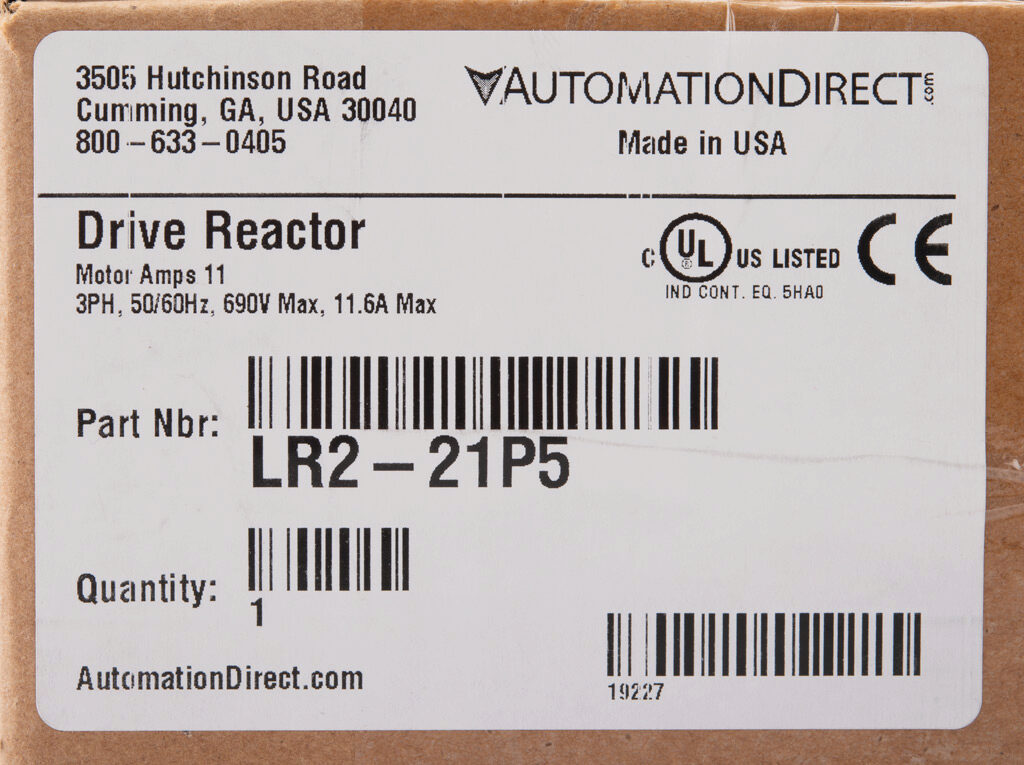 3505 Hutchinson Road
Cumming, GA, USA 30040
800-633-0405
AUTOMATIONDIRECT.com
Made in USA
Drive Reactor
Motor Amps 11
3PH, 50/60Hz, 690V Max, 11.6A Max
C UL ® US LISTED CE
IND CONT. EQ. 5HA0
Part Nbr:
LR2-21P5
Quantity:
1
AutomationDirect.com
19227